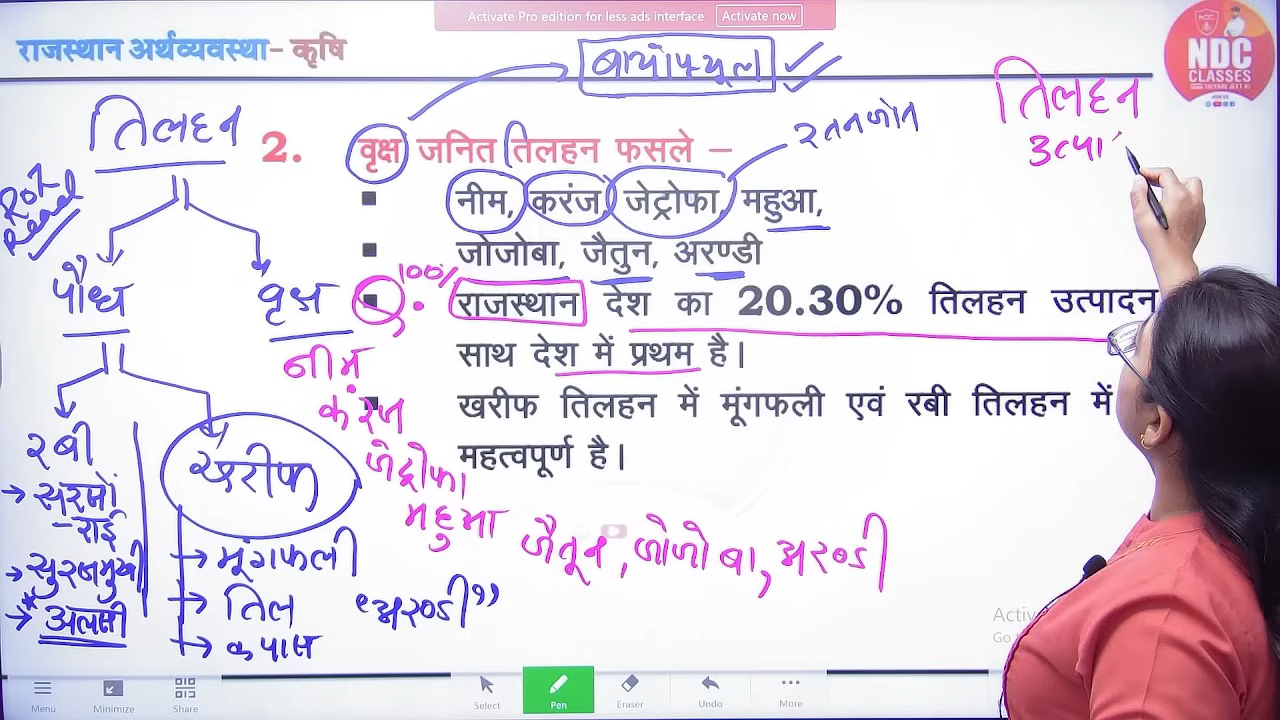 Activate Pro edition for less ads interface Activate now
राजस्थान अर्थव्यवस्था- कृषि
NDC
CLASSES
बायोफ्यूल
तिलहन
उत्पा
तिलहन
रतनजोत
2. वृक्ष जनित तिलहन फसले –
नीम, करंज, जेट्रोफा, महुआ,
जोजोबा, जैतुन, अरण्डी
100%
राजस्थान देश का 20.30% तिलहन उत्पादन
साथ देश में प्रथम है।
खरीफ तिलहन में मूंगफली एवं रबी तिलहन में
महत्वपूर्ण है।
पौध
वृक्ष
नीम
करंज
जेट्रोफा
महुआ
जैतून, जोजोबा, अरण्डी
रबी
सरसों
-राई
सुरजमुखी
अलसी
खरीफ
मूंगफली
तिल
कपास
"अरण्डी"
Menu
Minimize
Share
Select
Pen
Eraser
Undo
More